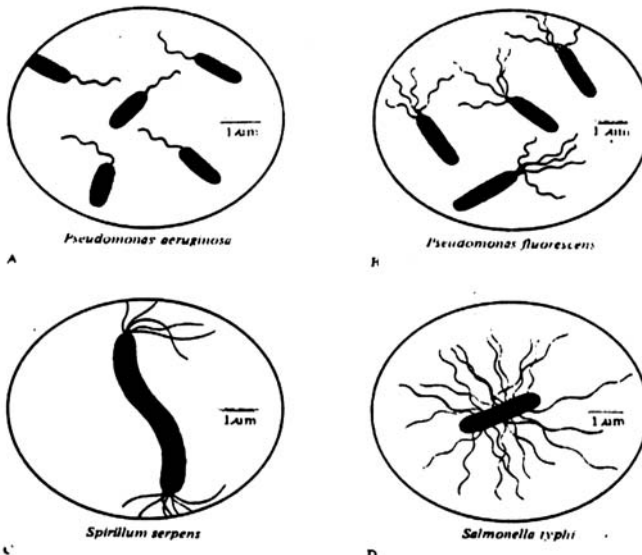 1 µm
1 µm
Pseudomonas aeruginosa
Pseudomonas fluorescens
A
B
1 µm
1 µm
Spirillum serpens
Salmonella typhi
C
D